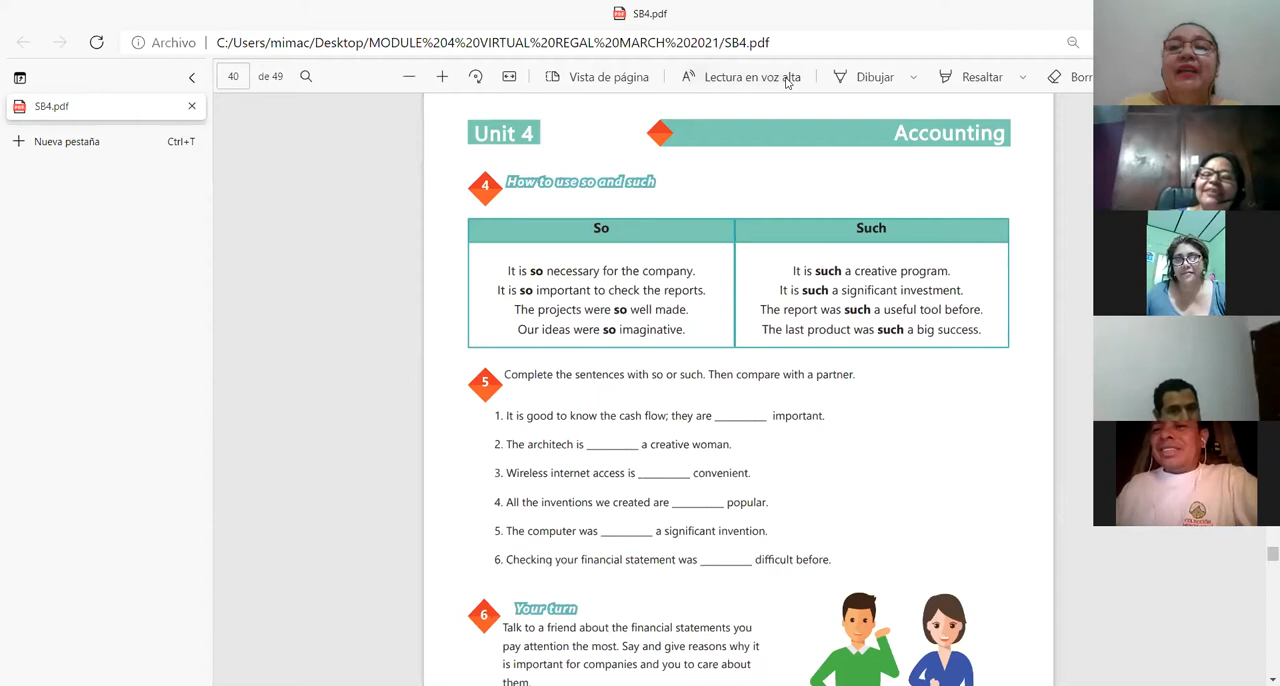 SB4.pdf
Archivo
C:/Users/mimac/Desktop/MODULE%204%20VIRTUAL%20REGAL%20MARCH%202021/SB4.pdf
40 de 49
Vista de página
Lectura en voz alta
Dibujar
Resaltar
Borr
SB4.pdf
Nueva pestaña Ctrl+T
Unit 4
Accounting
4 How to use so and such
So Such
It is so necessary for the company.
It is so important to check the reports.
The projects were so well made.
Our ideas were so imaginative.
It is such a creative program.
It is such a significant investment.
The report was such a useful tool before.
The last product was such a big success.
5 Complete the sentences with so or such. Then compare with a partner.
1. It is good to know the cash flow; they are _________ important.
2. The architech is _________ a creative woman.
3. Wireless internet access is _________ convenient.
4. All the inventions we created are _________ popular.
5. The computer was _________ a significant invention.
6. Checking your financial statement was _________ difficult before.
6 Your turn
Talk to a friend about the financial statements you
pay attention the most. Say and give reasons why it
is important for companies and you to care about
them.